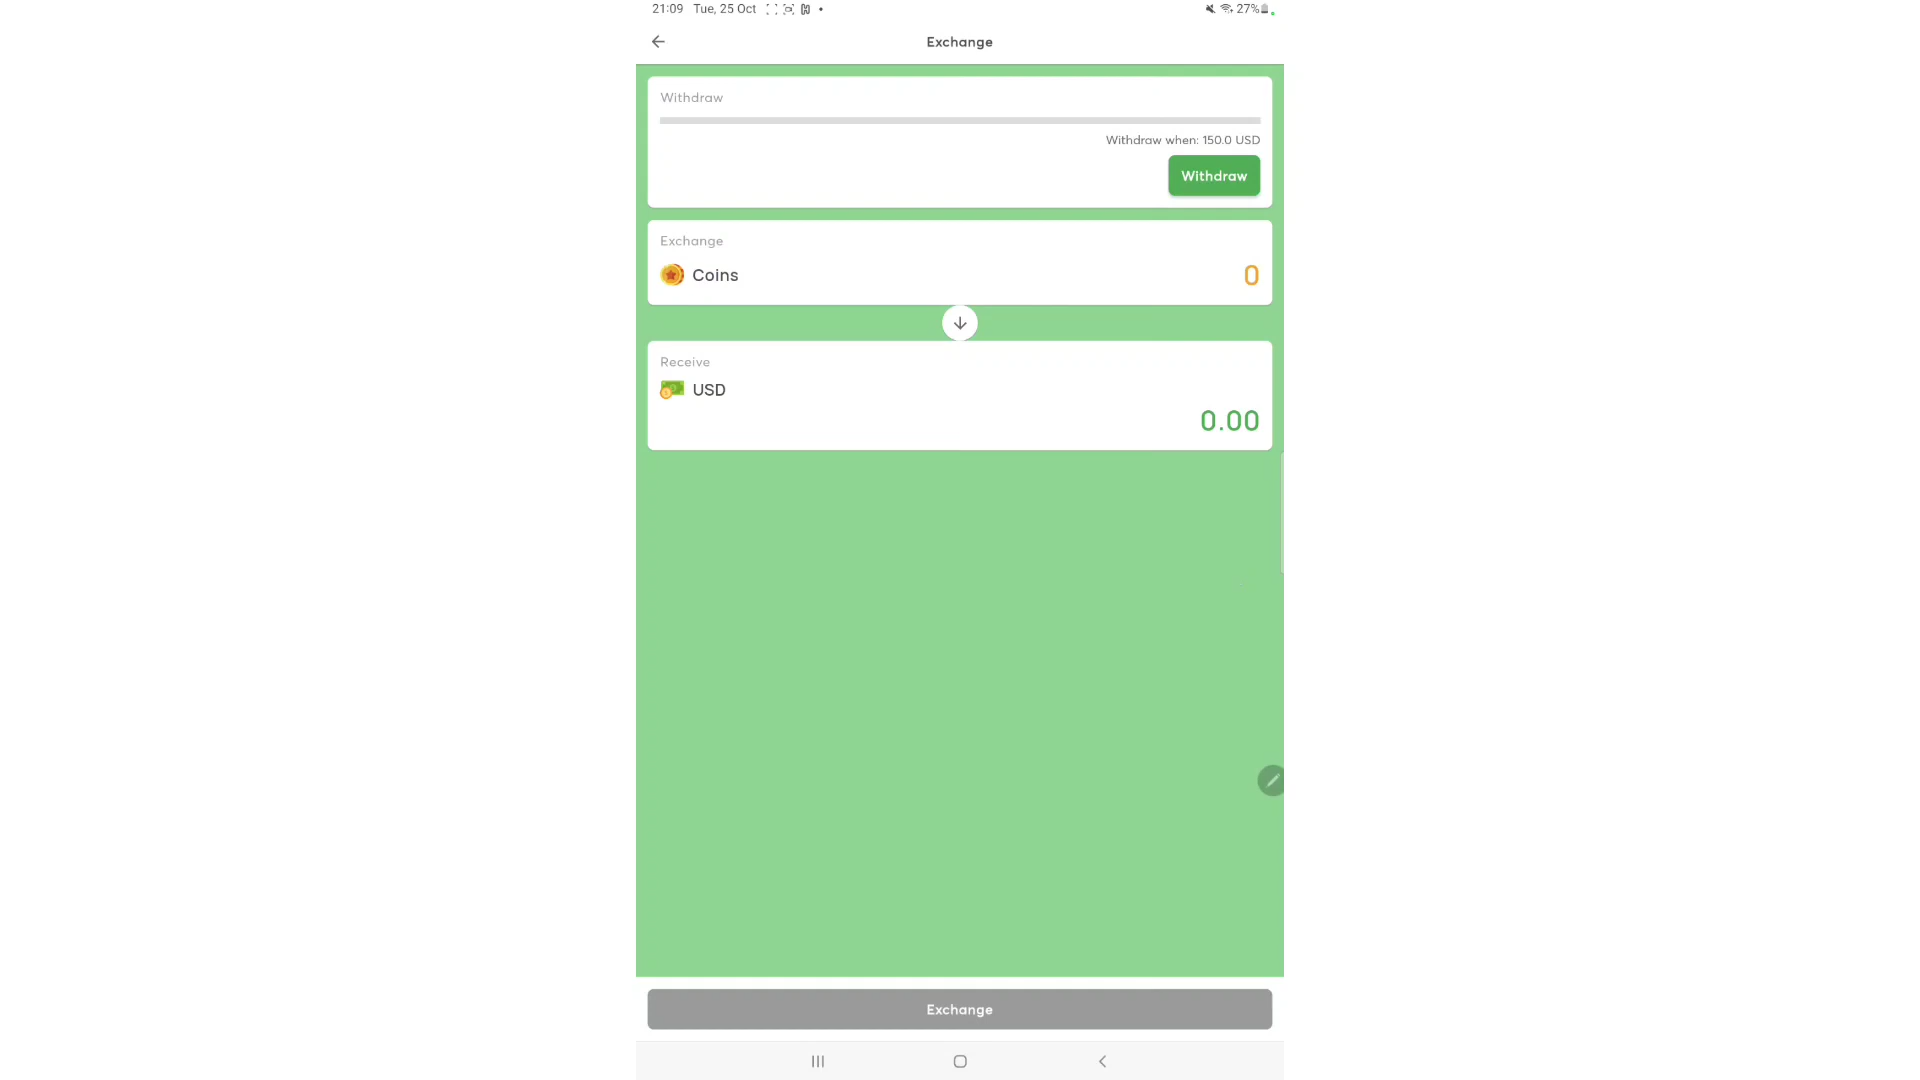 21:09 Tue, 25 Oct 27%
Exchange
Withdraw
Withdraw when: 150.0 USD
Withdraw
Exchange
Coins 0
Receive
USD
0.00
Exchange